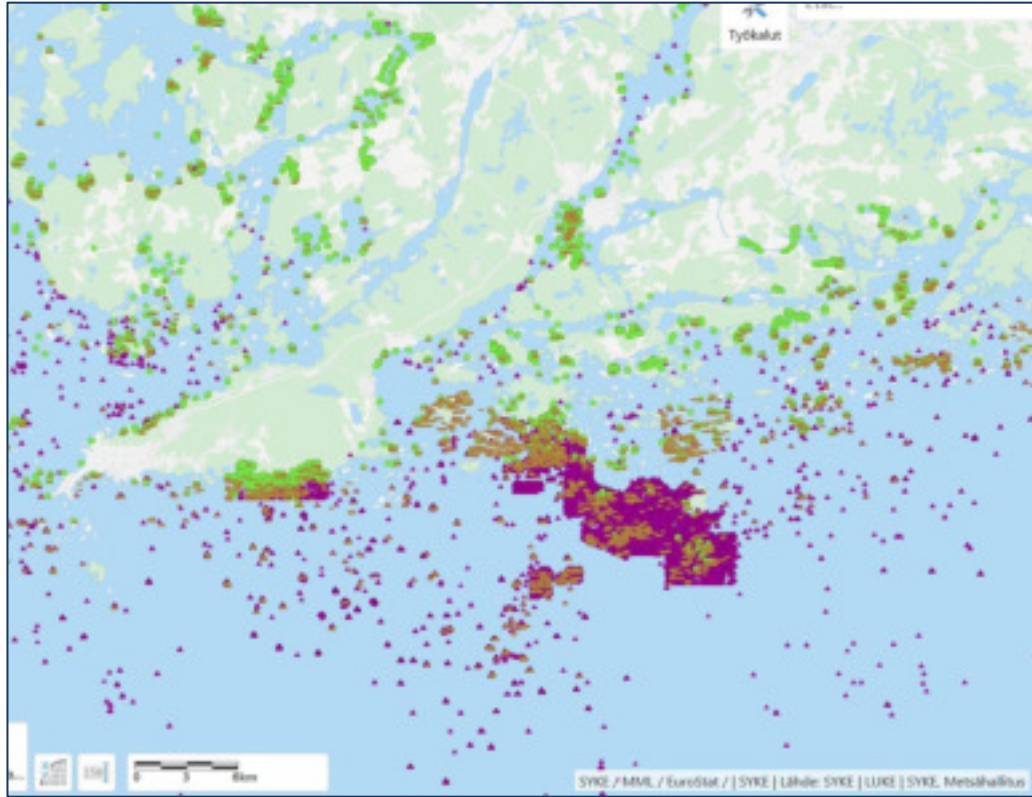 Työkalut
0 3 6km
SYKE / MML / EuroStat / | SYKE | Lähde: SYKE | LUKE | SYKE, Metsähallitus